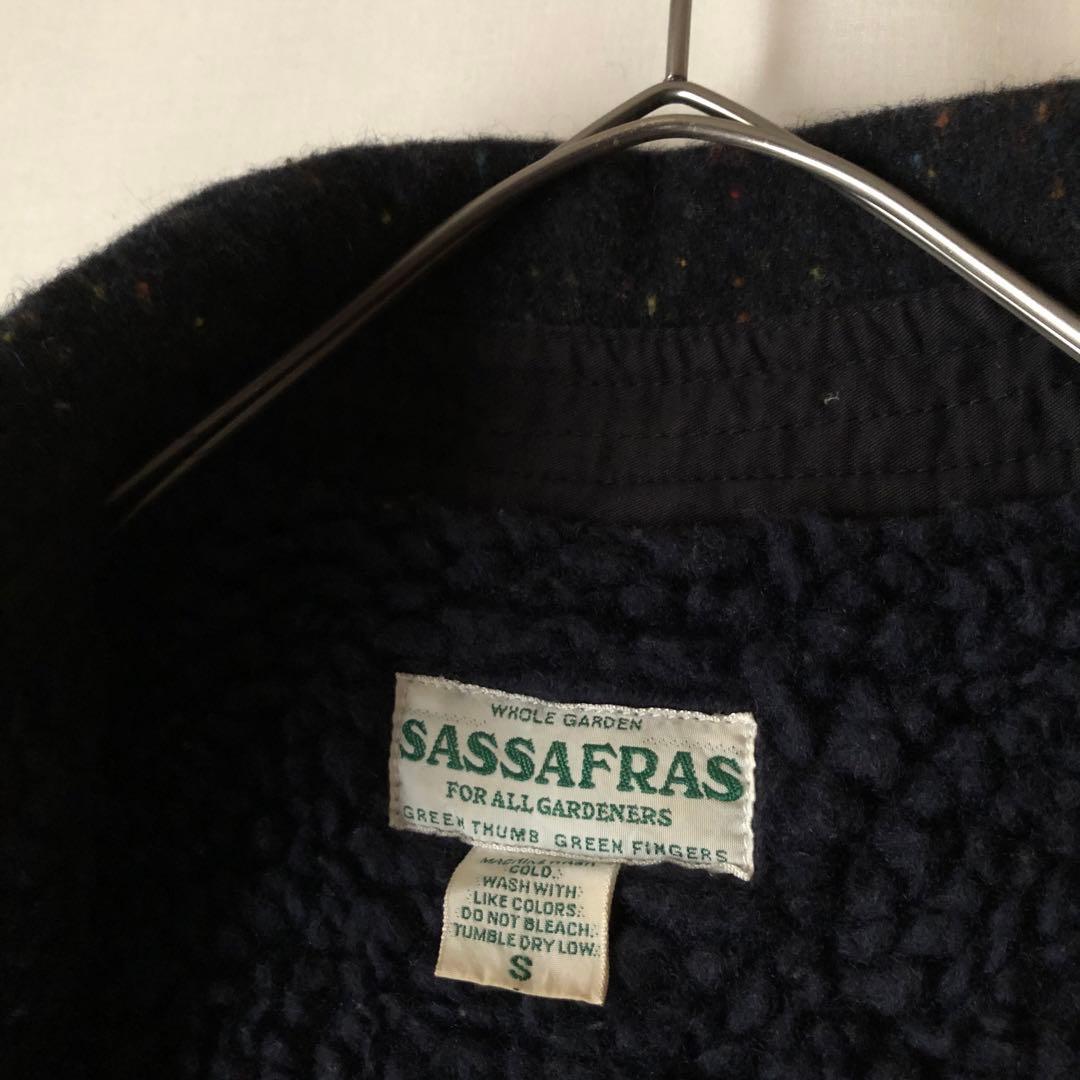 WHOLE GARDEN
SASSAFRAS
FOR ALL GARDENERS
GREEN THUMB GREEN FINGERS
COLD.
WASH WITH
LIKE COLORS.
DO NOT BLEACH.
TUMBLE DRY LOW.
S